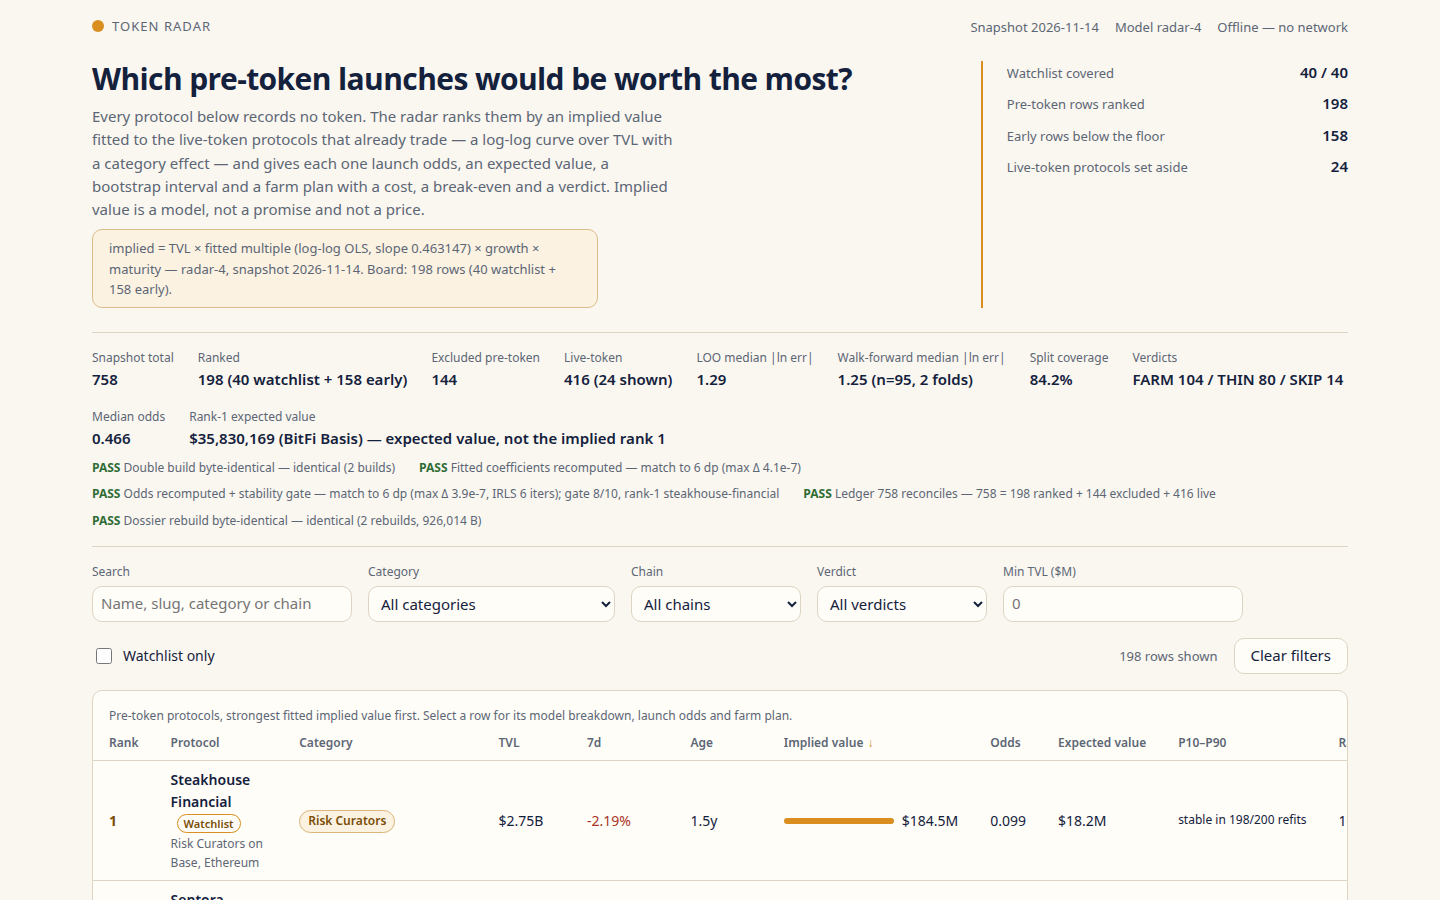 TOKEN RADAR
Snapshot 2026-11-14 Model radar-4 Offline — no network
Which pre-token launches would be worth the most?
Every protocol below records no token. The radar ranks them by an implied value
fitted to the live-token protocols that already trade — a log-log curve over TVL with
a category effect — and gives each one launch odds, an expected value, a
bootstrap interval and a farm plan with a cost, a break-even and a verdict. Implied
value is a model, not a promise and not a price.
implied = TVL × fitted multiple (log-log OLS, slope 0.463147) × growth ×
maturity — radar-4, snapshot 2026-11-14. Board: 198 rows (40 watchlist +
158 early).
Watchlist covered 40 / 40
Pre-token rows ranked 198
Early rows below the floor 158
Live-token protocols set aside 24
Snapshot total Ranked Excluded pre-token Live-token LOO median |ln err| Walk-forward median |ln err| Split coverage Verdicts
758 198 (40 watchlist + 158 early) 144 416 (24 shown) 1.29 1.25 (n=95, 2 folds) 84.2% FARM 104 / THIN 80 / SKIP 14
Median odds Rank-1 expected value
0.466 $35,830,169 (BitFi Basis) — expected value, not the implied rank 1
PASS Double build byte-identical — identical (2 builds) PASS Fitted coefficients recomputed — match to 6 dp (max Δ 4.1e-7)
PASS Odds recomputed + stability gate — match to 6 dp (max Δ 3.9e-7, IRLS 6 iters); gate 8/10, rank-1 steakhouse-financial PASS Ledger 758 reconciles — 758 = 198 ranked + 144 excluded + 416 live
PASS Dossier rebuild byte-identical — identical (2 rebuilds, 926,014 B)
Search Category Chain Verdict Min TVL ($M)
Name, slug, category or chain All categories All chains All verdicts 0
Watchlist only 198 rows shown Clear filters
Pre-token protocols, strongest fitted implied value first. Select a row for its model breakdown, launch odds and farm plan.
Rank Protocol Category TVL 7d Age Implied value ↓ Odds Expected value P10–P90
Steakhouse
Financial
Watchlist
Risk Curators on
Base, Ethereum
1 Risk Curators $2.75B -2.19% 1.5y $184.5M 0.099 $18.2M stable in 198/200 refits
Sentora